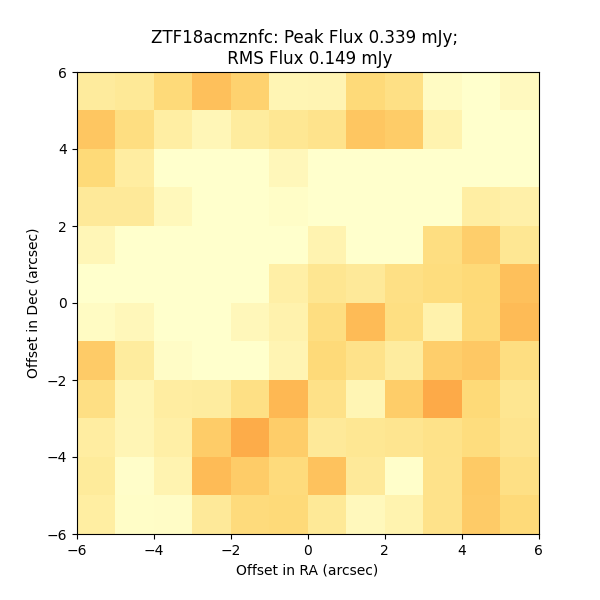 ZTF18acmznfc: Peak Flux 0.339 mJy;
RMS Flux 0.149 mJy
6
4
2
0
−2
−4
−6
Offset in Dec (arcsec)
−6 −4 −2 0 2 4 6
Offset in RA (arcsec)